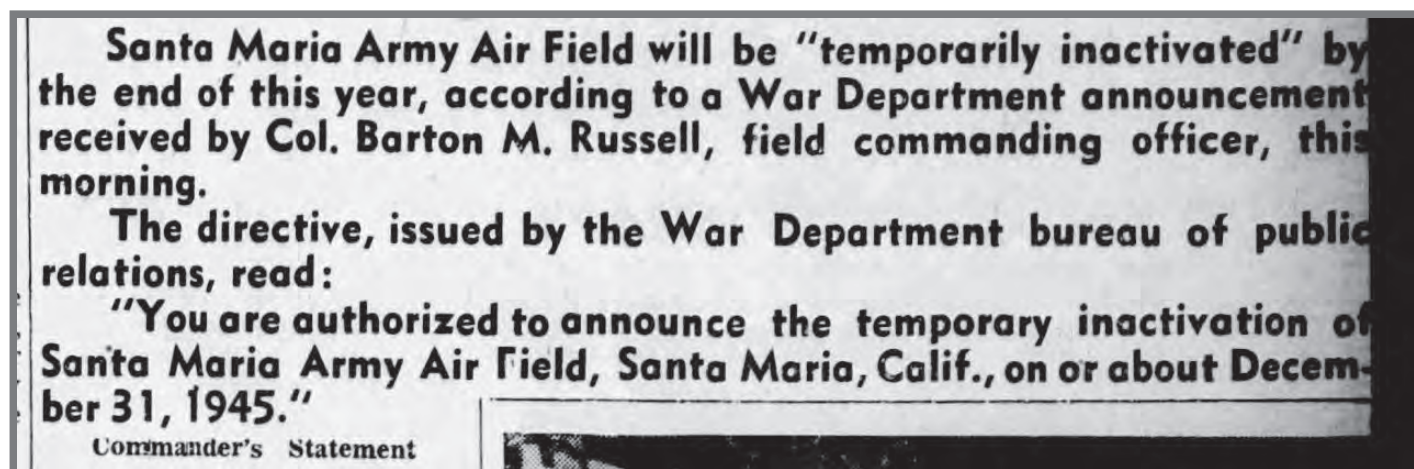 Santa Maria Army Air Field will be "temporarily inactivated" by
the end of this year, according to a War Department announcement
received by Col. Barton M. Russell, field commanding officer, this
morning.
The directive, issued by the War Department bureau of public
relations, read:
"You are authorized to announce the temporary inactivation of
Santa Maria Army Air Field, Santa Maria, Calif., on or about Decem-
ber 31, 1945."
Commander's Statement